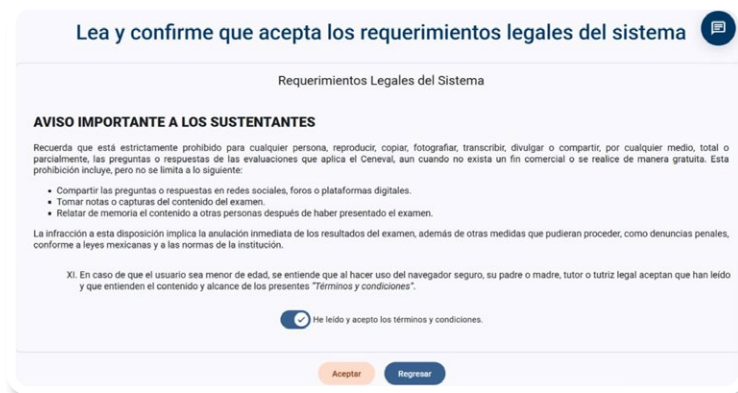 Lea y confirme que acepta los requerimientos legales del sistema
Requerimientos Legales del Sistema
AVISO IMPORTANTE A LOS SUSTENTANTES
Recuerda que está estrictamente prohibido para cualquier persona, reproducir, copiar, fotografiar, transcribir, divulgar o compartir, por cualquier medio, total o
parcialmente, las preguntas o respuestas de las evaluaciones que aplica el Ceneval, aun cuando no exista un fin comercial o se realice de manera gratuita. Esta
prohibición incluye, pero no se limita a lo siguiente:
• Compartir las preguntas o respuestas en redes sociales, foros o plataformas digitales.
• Tomar notas o capturas del contenido del examen.
• Relatar de memoria el contenido a otras personas después de haber presentado el examen.
La infracción a esta disposición implica la anulación inmediata de los resultados del examen, además de otras medidas que pudieran proceder, como denuncias penales,
conforme a leyes mexicanas y a las normas de la institución.
XI. En caso de que el usuario sea menor de edad, se entiende que al hacer uso del navegador seguro, su padre o madre, tutor o tutriz legal aceptan que han leído
y que entienden el contenido y alcance de los presentes "Términos y condiciones".
He leído y acepto los términos y condiciones.
Aceptar
Regresar